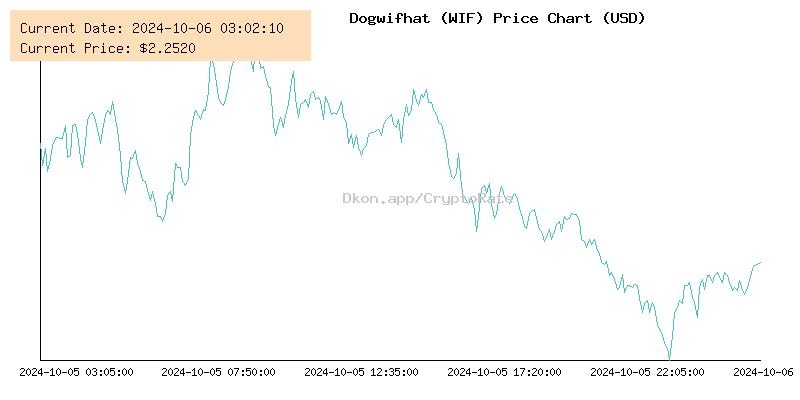 Dogwifhat (WIF) Price Chart (USD)
Current Date: 2024-10-06 03:02:10
Current Price: $2.2520
Dkon.app/CryptoRate
2024-10-05 03:05:00 2024-10-05 07:50:00 2024-10-05 12:35:00 2024-10-05 17:20:00 2024-10-05 22:05:00 2024-10-06